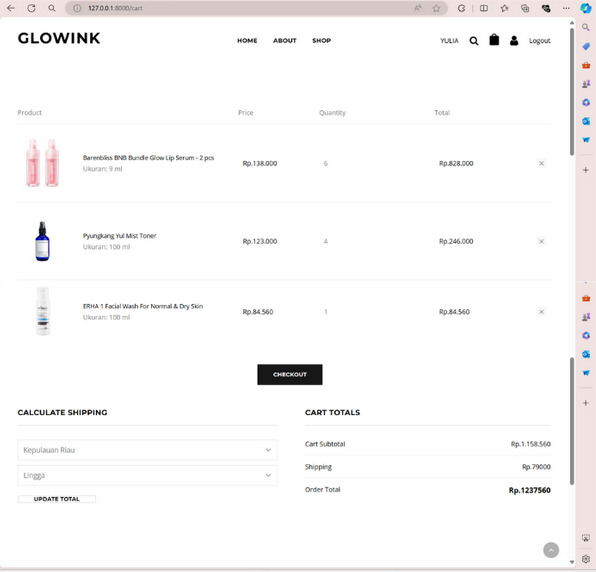 127.0.0.1:8000/cart
GLOWINK
HOME ABOUT SHOP
YULIA Logout
Product Price Quantity Total
Barenbliss BNB Bundle Glow Lip Serum - 2 pcs
Ukuran: 9 ml
Rp.138.000 6 Rp.828.000
Pyungkang Yul Mist Toner
Ukuran: 100 ml
Rp.123.000 4 Rp.246.000
ERHA 1 Facial Wash For Normal & Dry Skin
Ukuran: 100 ml
Rp.84.560 1 Rp.84.560
CHECKOUT
CALCULATE SHIPPING
Kepulauan Riau
Lingga
UPDATE TOTAL
CART TOTALS
Cart Subtotal Rp.1.158.560
Shipping Rp.79000
Order Total Rp.1237560